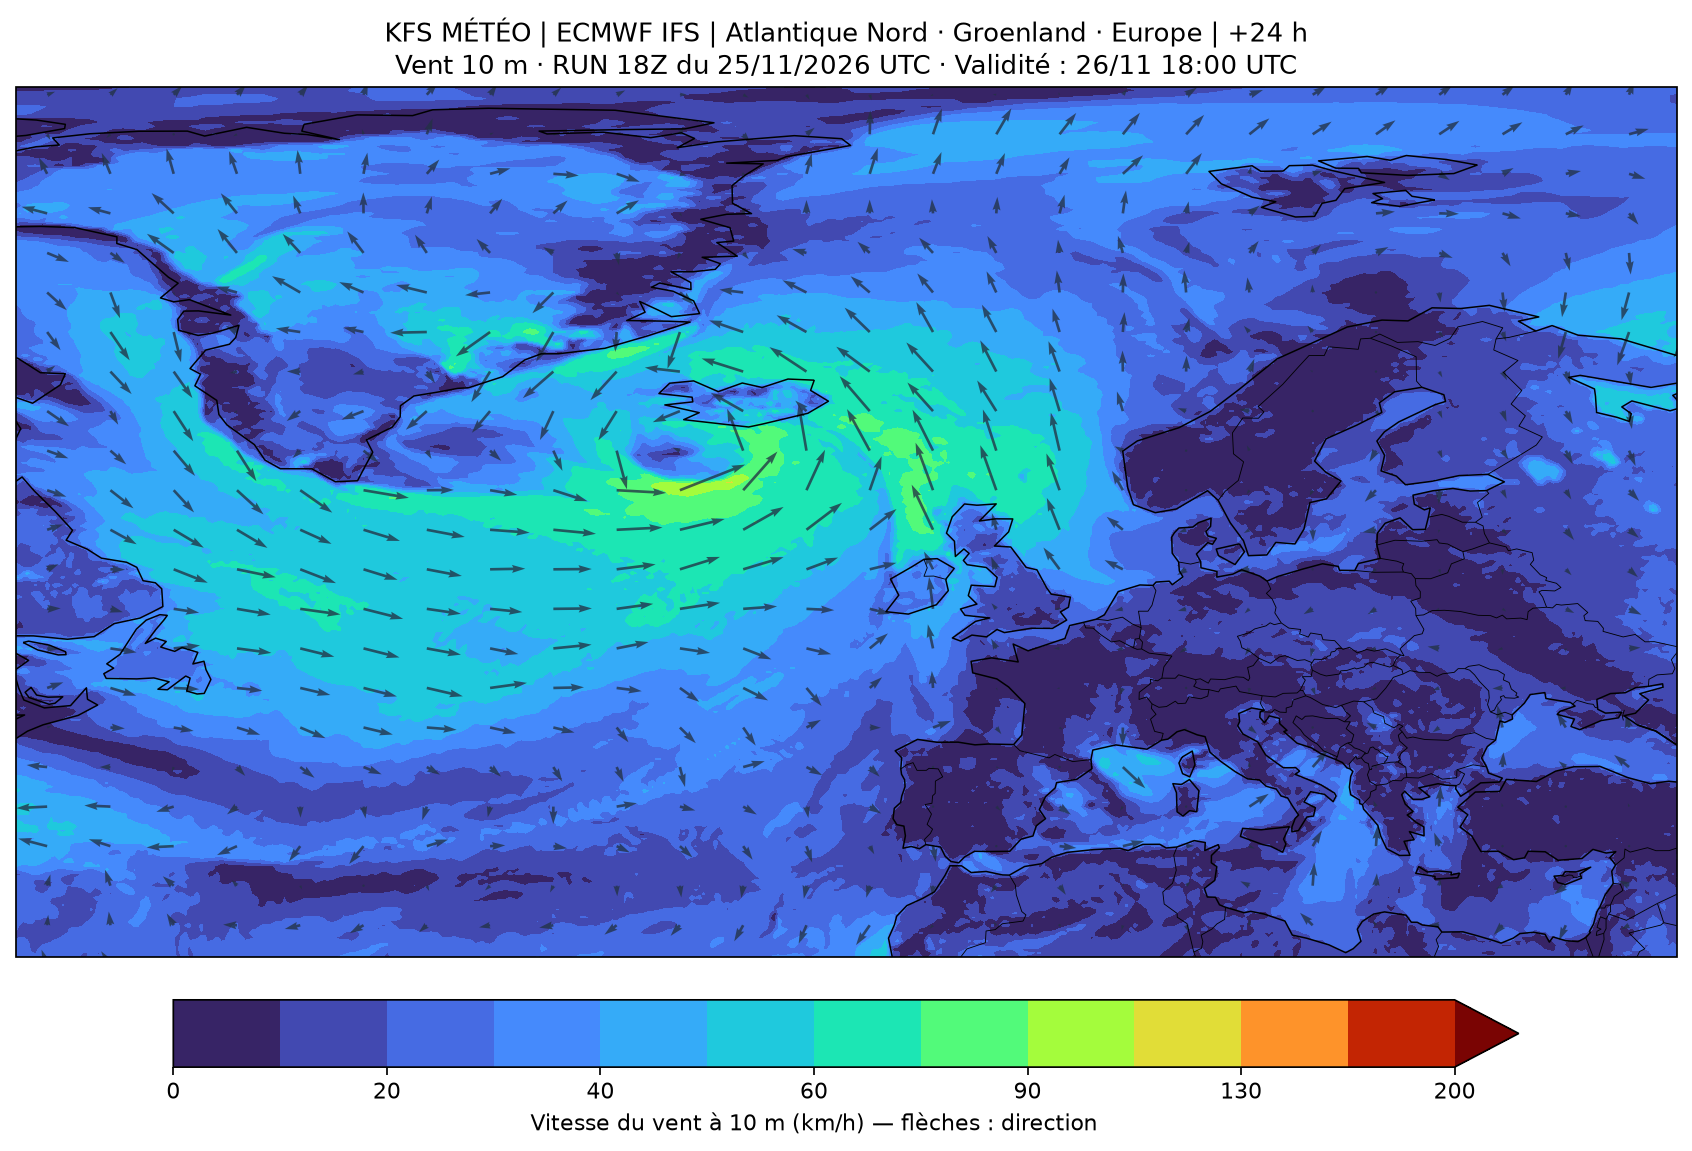 KFS MÉTÉO | ECMWF IFS | Atlantique Nord · Groenland · Europe | +24 h
Vent 10 m · RUN 18Z du 25/11/2026 UTC · Validité : 26/11 18:00 UTC
0 20 40 60 90 130 200
Vitesse du vent à 10 m (km/h) — flèches : direction